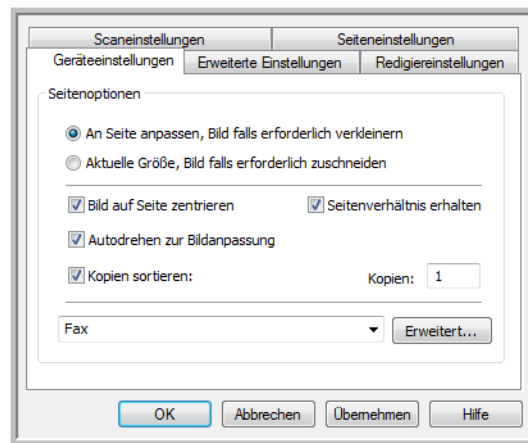 Scaneinstellungen Seiteneinstellungen
Geräteeinstellungen Erweiterte Einstellungen Redigiereinstellungen
Seitenoptionen
An Seite anpassen, Bild falls erforderlich verkleinern
Aktuelle Größe, Bild falls erforderlich zuschneiden
Bild auf Seite zentrieren Seitenverhältnis erhalten
Autodrehen zur Bildanpassung
Kopien sortieren: Kopien: 1
Fax Erweitert...
OK Abbrechen Übernehmen Hilfe